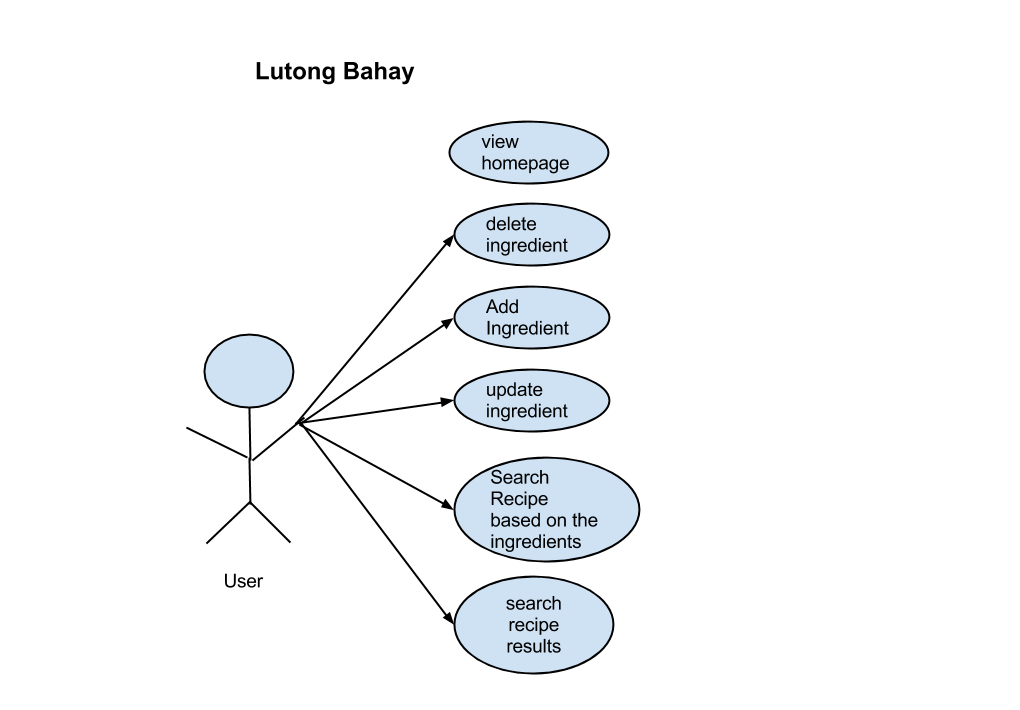 Lutong Bahay
view
homepage
delete
ingredient
Add
Ingredient
update
ingredient
Search
Recipe
based on the
ingredients
User
search
recipe
results